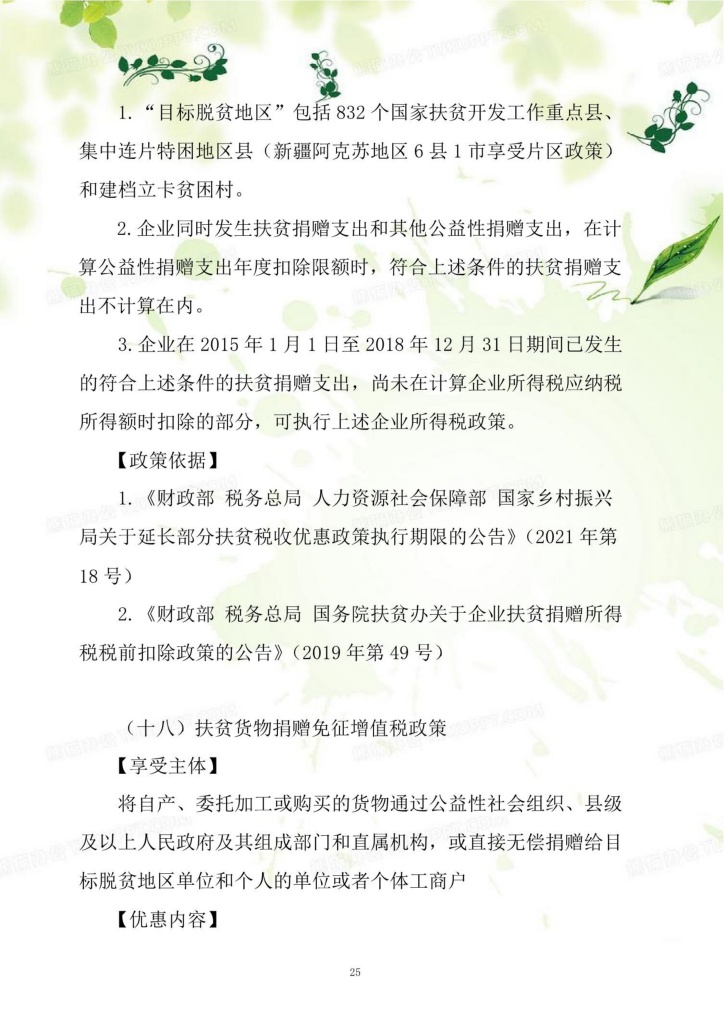 1.“目标脱贫地区”包括 832 个国家扶贫开发工作重点县、
集中连片特困地区县（新疆阿克苏地区 6 县 1 市享受片区政策）
和建档立卡贫困村。
2.企业同时发生扶贫捐赠支出和其他公益性捐赠支出，在计
算公益性捐赠支出年度扣除限额时，符合上述条件的扶贫捐赠支
出不计算在内。
3.企业在 2015 年 1 月 1 日至 2018 年 12 月 31 日期间已发生
的符合上述条件的扶贫捐赠支出，尚未在计算企业所得税应纳税
所得额时扣除的部分，可执行上述企业所得税政策。
【政策依据】
1.《财政部 税务总局 人力资源社会保障部 国家乡村振兴
局关于延长部分扶贫税收优惠政策执行期限的公告》（2021 年第
18 号）
2.《财政部 税务总局 国务院扶贫办关于企业扶贫捐赠所得
税税前扣除政策的公告》（2019 年第 49 号）
（十八）扶贫货物捐赠免征增值税政策
【享受主体】
将自产、委托加工或购买的货物通过公益性社会组织、县级
及以上人民政府及其组成部门和直属机构，或直接无偿捐赠给目
标脱贫地区单位和个人的单位或者个体工商户
【优惠内容】
25